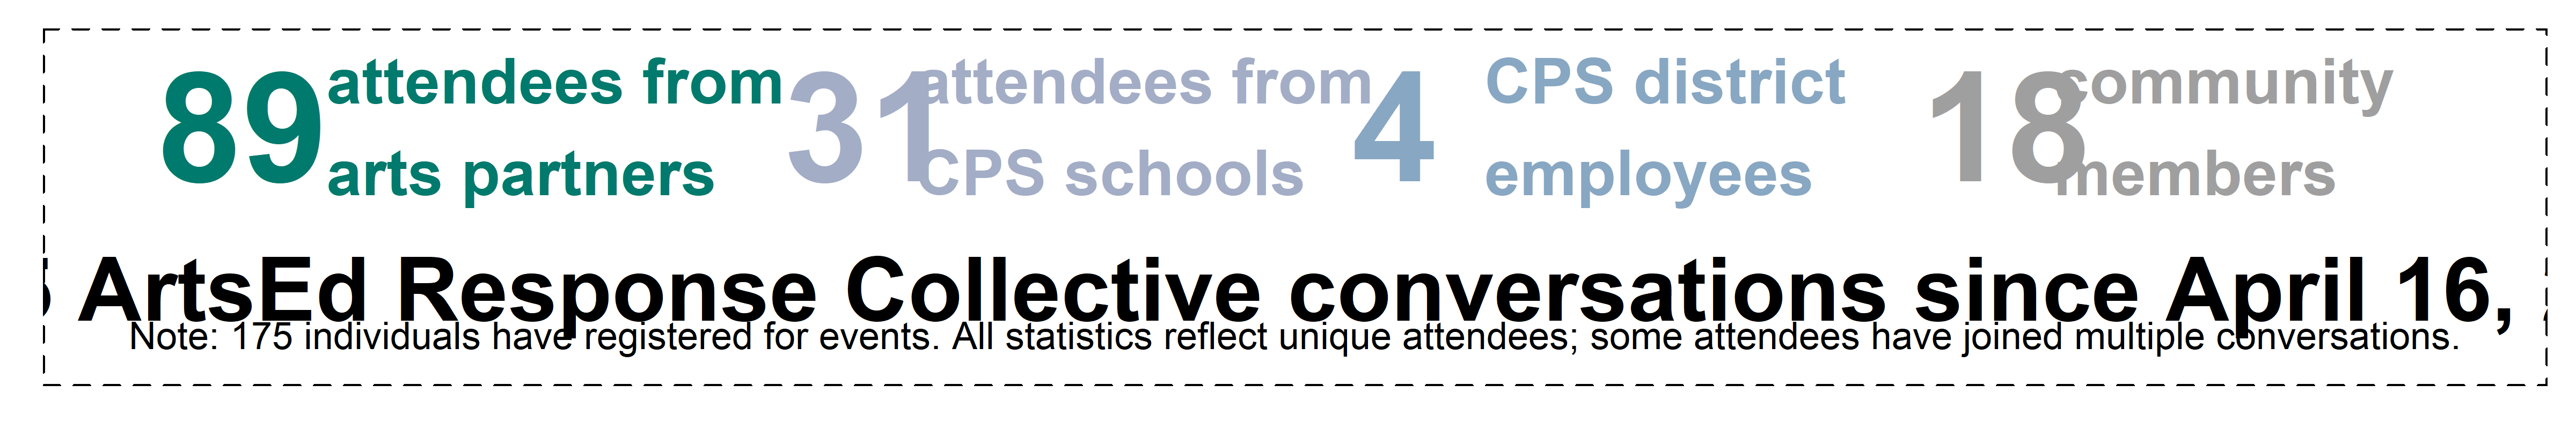 89 attendees from arts partners
31 attendees from CPS schools
4 CPS district employees
18 community members
ArtsEd Response Collective conversations since April 16,
Note: 175 individuals have registered for events. All statistics reflect unique attendees; some attendees have joined multiple conversations.